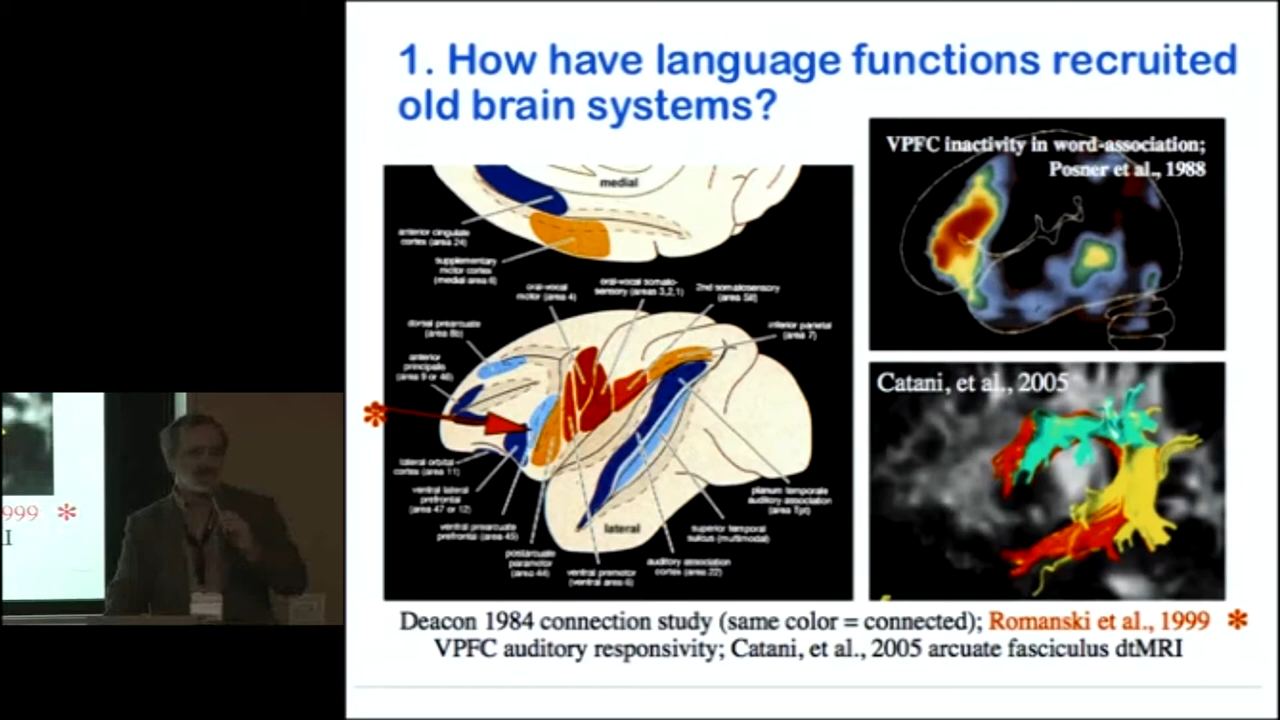 1. How have language functions recruited
old brain systems?
VPFC inactivity in word-association;
Posner et al., 1988
medial
anterior cingulate
cortex (area 24)
supplementary
motor cortex
(medial area 6)
oral-vocal
motor (area 4)
oral-vocal somato-
sensory (areas 3,2,1)
2nd somatosensory
(area SII)
inferior parietal
(area 7)
dorsal prearcuate
(area 8b)
anterior
principalis
(area 9 or 46)
lateral orbital
cortex (area 11)
ventral lateral
prefrontal
(area 47 or 12)
ventral prearcuate
prefrontal (area 45)
postarcuate
premotor
(area 44)
ventral premotor
(ventral area 6)
auditory association
cortex (area 22)
superior temporal
sulcus (multimodal)
planum temporale
auditory association
(area Tpt)
lateral
Catani, et al., 2005
Deacon 1984 connection study (same color = connected); Romanski et al., 1999 *
VPFC auditory responsivity; Catani, et al., 2005 arcuate fasciculus dtMRI
999 *
I